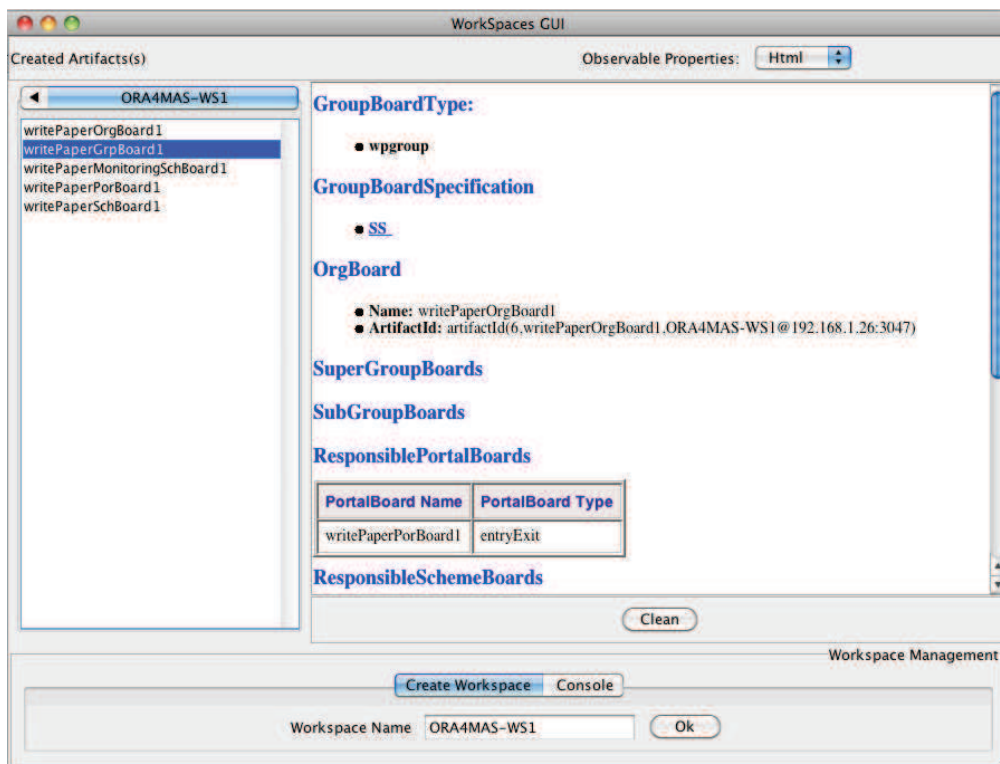 WorkSpaces GUI
Created Artifacts(s)
Observable Properties: Html
ORA4MAS-WS1
writePaperOrgBoard1
writePaperGrpBoard1
writePaperMonitoringSchBoard1
writePaperPorBoard1
writePaperSchBoard1
GroupBoardType:
wpgroup
GroupBoardSpecification
SS_
OrgBoard
Name: writePaperOrgBoard1
ArtifactId: artifactId(6,writePaperOrgBoard1,ORA4MAS-WS1@192.168.1.26:3047)
SuperGroupBoards
SubGroupBoards
ResponsiblePortalBoards
PortalBoard Name PortalBoard Type
writePaperPorBoard1 entryExit
ResponsibleSchemeBoards
Clean
Workspace Management
Create Workspace Console
Workspace Name ORA4MAS-WS1 Ok